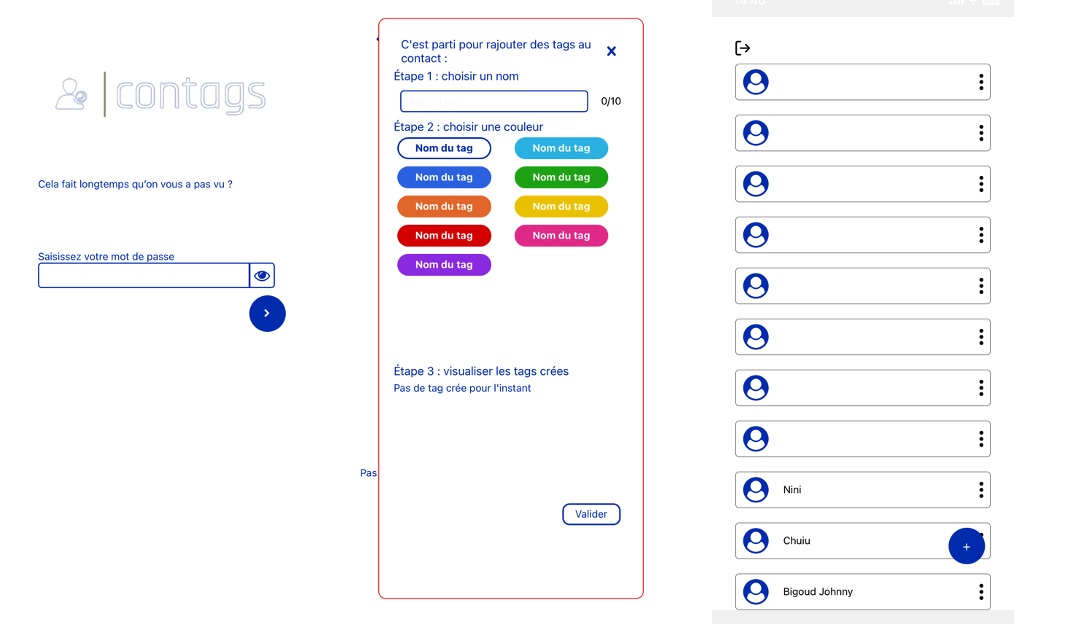 contags
Cela fait longtemps qu'on vous a pas vu ?
Saisissez votre mot de passe
C'est parti pour rajouter des tags au
contact :
Étape 1 : choisir un nom
0/10
Étape 2 : choisir une couleur
Nom du tag
Nom du tag
Nom du tag
Nom du tag
Nom du tag
Nom du tag
Nom du tag
Nom du tag
Nom du tag
Étape 3 : visualiser les tags crées
Pas de tag crée pour l'instant
Pas
Valider
14:40
Nini
Chuiu
+
Bigoud Johnny